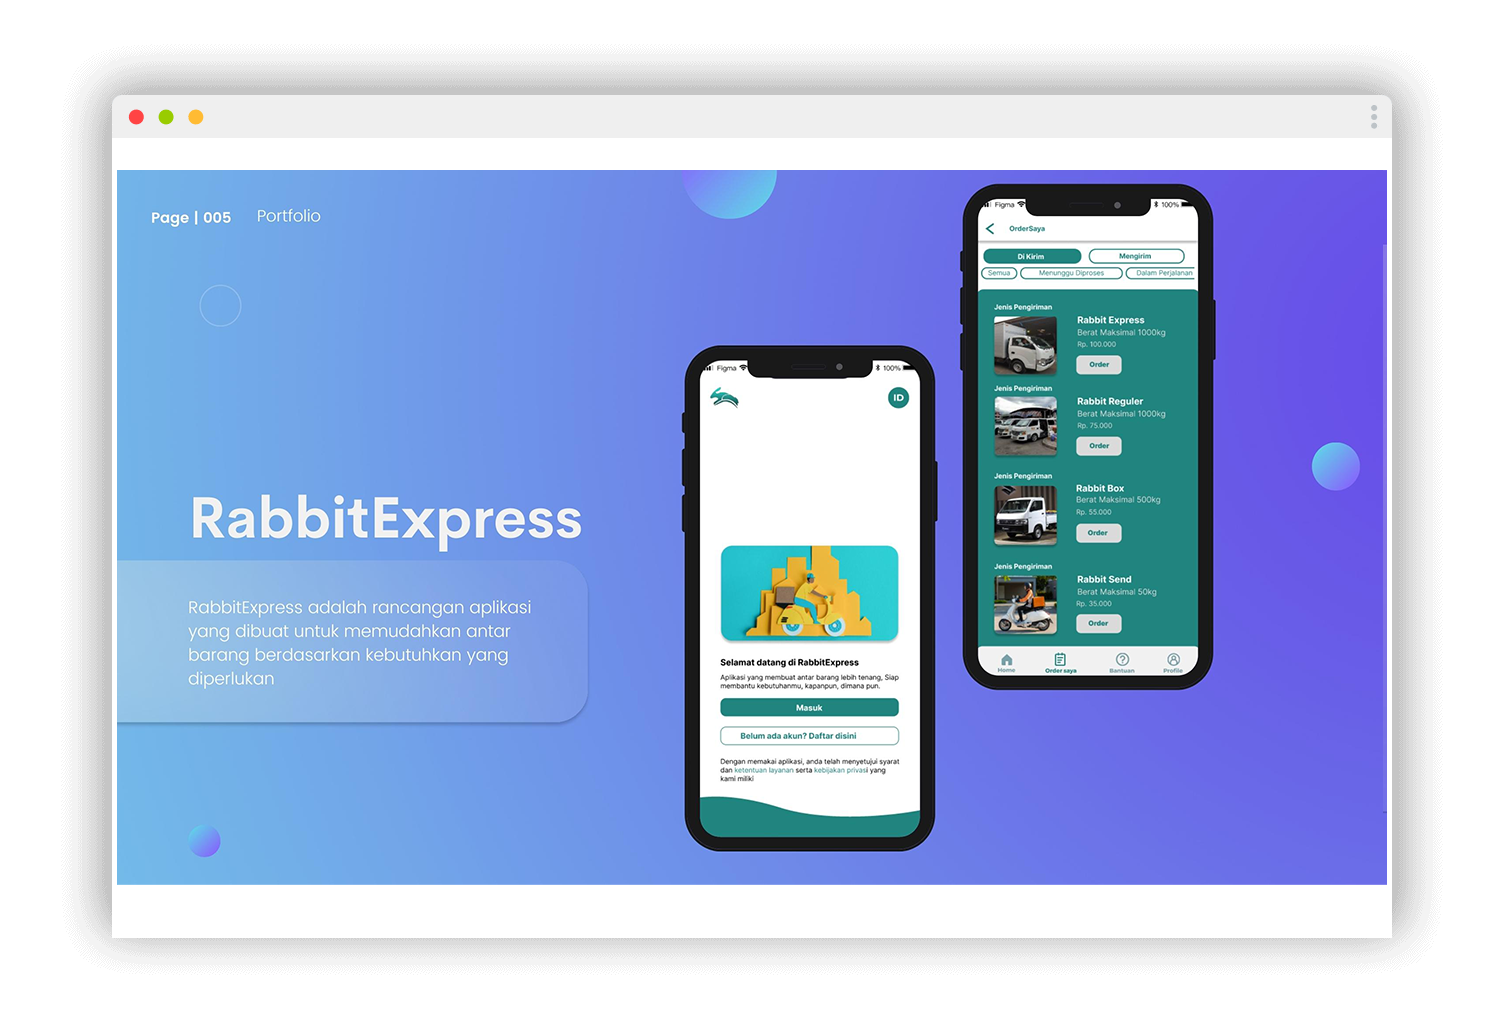 Page | 005 Portfolio
RabbitExpress
RabbitExpress adalah rancangan aplikasi
yang dibuat untuk memudahkan antar
barang berdasarkan kebutuhkan yang
diperlukan
Figma 100%
ID
Selamat datang di RabbitExpress
Aplikasi yang membuat antar barang lebih tenang, Siap
membantu kebutuhanmu, kapanpun, dimana pun.
Masuk
Belum ada akun? Daftar disini
Dengan memakai aplikasi, anda telah menyetujui syarat
dan ketentuan layanan serta kebijakan privasi yang
kami miliki
Figma 100%
OrderSaya
Di Kirim Mengirim
Semua Menunggu Diproses Dalam Perjalanan
Jenis Pengiriman
Rabbit Express
Berat Maksimal 1000kg
Rp. 100.000
Order
Jenis Pengiriman
Rabbit Reguler
Berat Maksimal 1000kg
Rp. 75.000
Order
Jenis Pengiriman
Rabbit Box
Berat Maksimal 500kg
Rp. 55.000
Order
Jenis Pengiriman
Rabbit Send
Berat Maksimal 50kg
Rp. 35.000
Order
Home Order saya Bantuan Profile